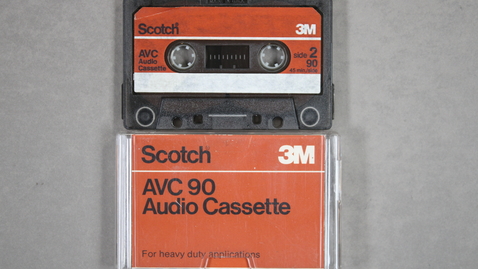 Scotch 3M
AVC
Audio
Cassette
side 2
90
Scotch 3M
AVC 90
Audio Cassette
For heavy duty applications